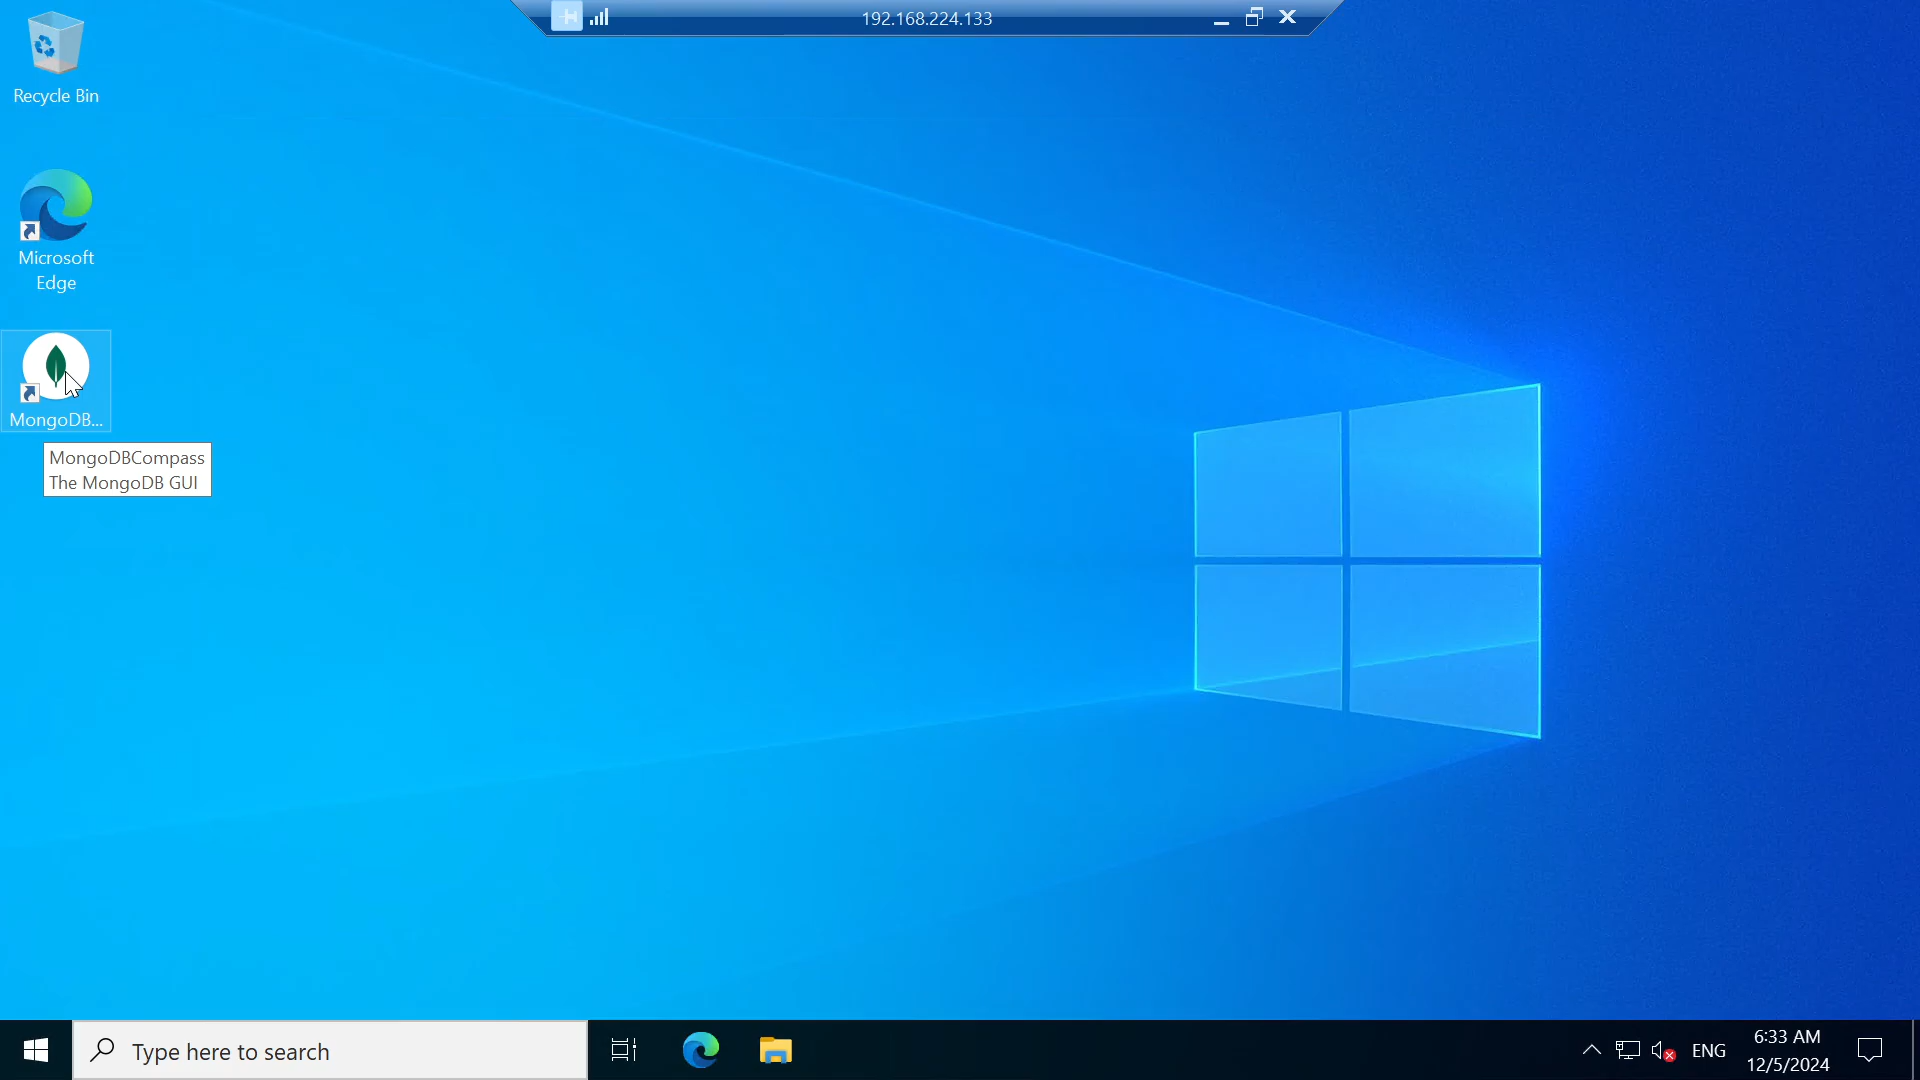 192.168.224.133
Recycle Bin
Microsoft
Edge
MongoDB...
MongoDBCompass
The MongoDB GUI
Type here to search
ENG
6:33 AM
12/5/2024